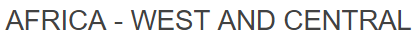 AFRICA - WEST AND CENTRAL